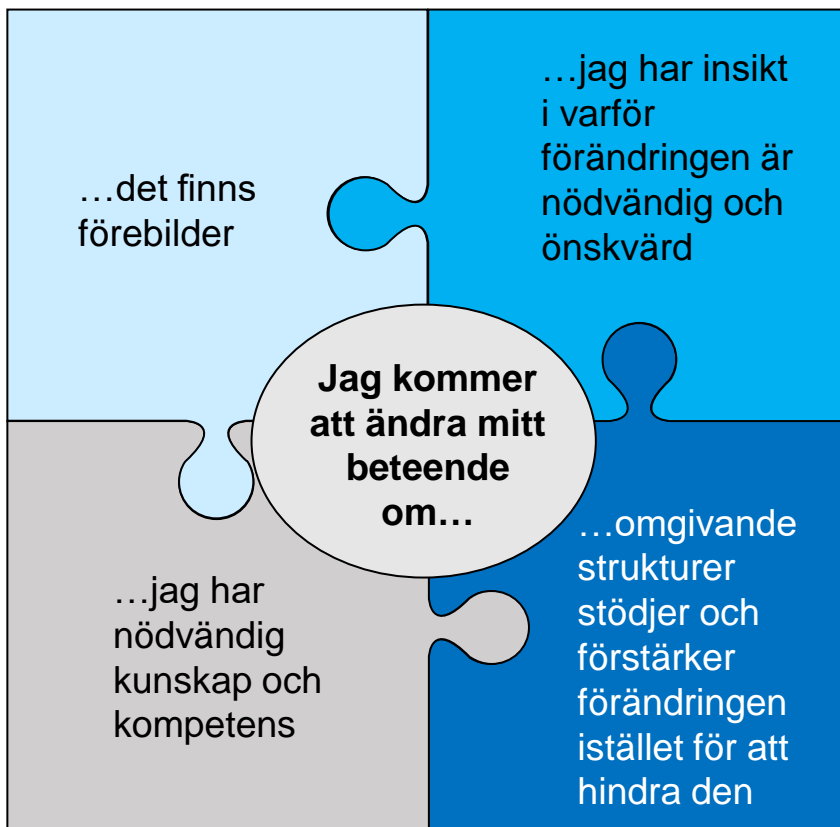 …det finns
förebilder
…jag har insikt
i varför
förändringen är
nödvändig och
önskvärd
Jag kommer
att ändra mitt
beteende
om…
…jag har
nödvändig
kunskap och
kompetens
…omgivande
strukturer
stödjer och
förstärker
förändringen
istället för att
hindra den